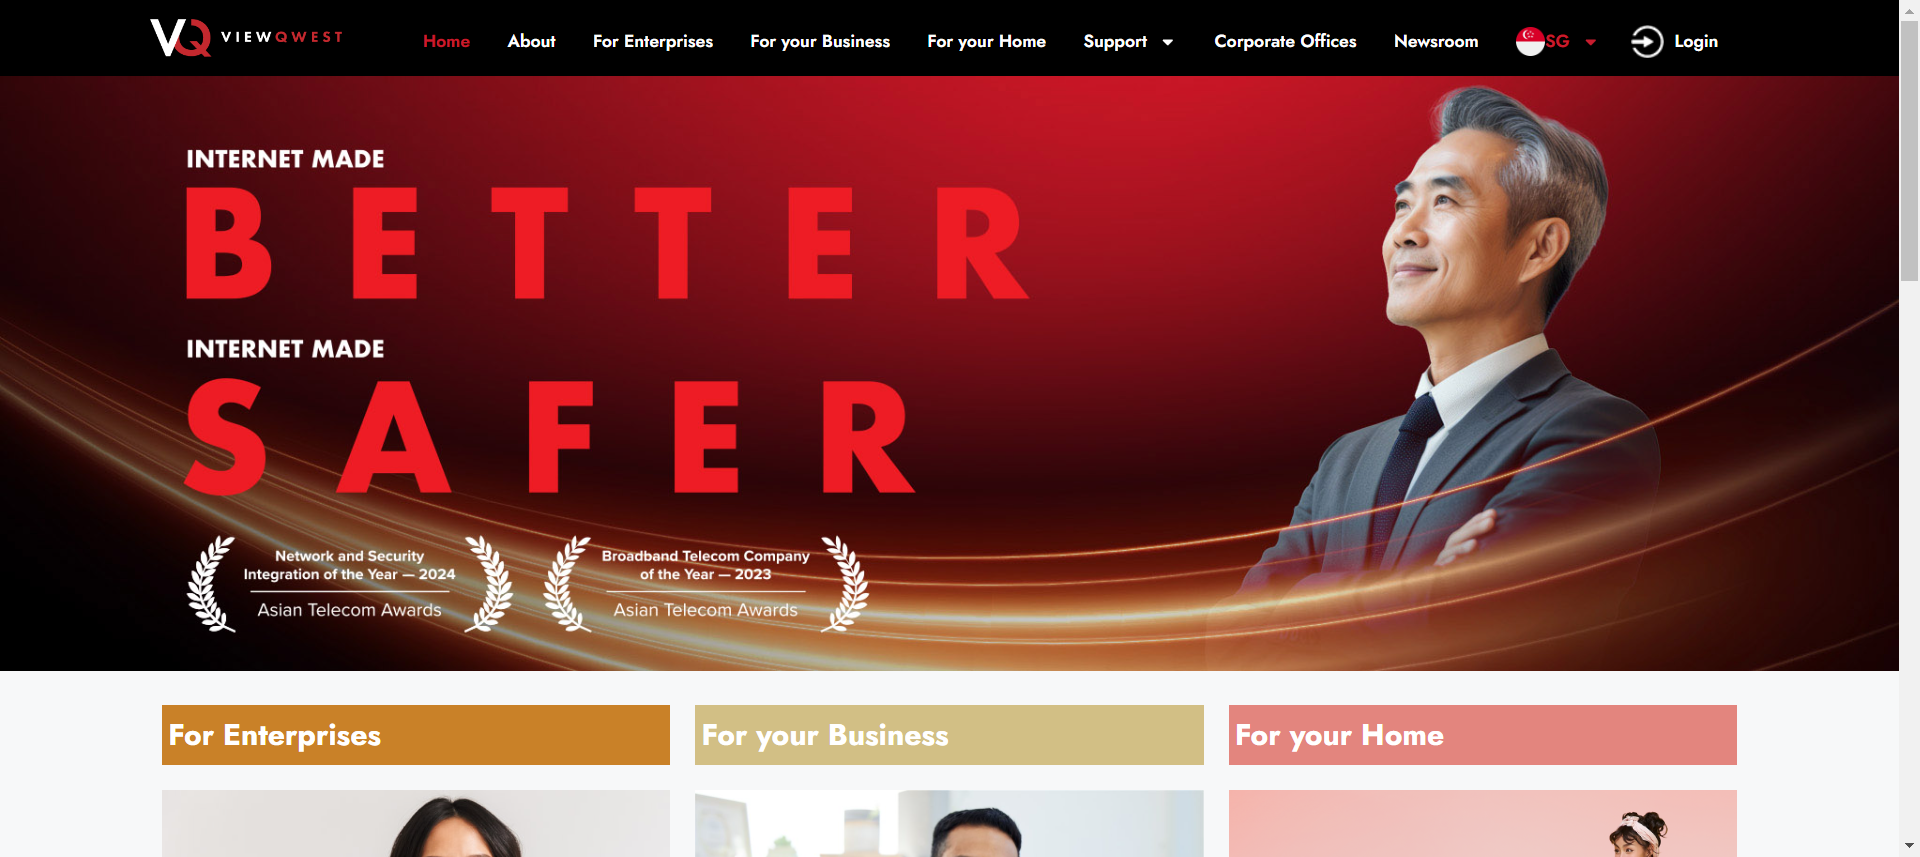 VQ VIEWQWEST
Home
About
For Enterprises
For your Business
For your Home
Support
Corporate Offices
Newsroom
SG
Login
INTERNET MADE
BETTER
INTERNET MADE
SAFER
Network and Security
Integration of the Year — 2024
Asian Telecom Awards
Broadband Telecom Company
of the Year — 2023
Asian Telecom Awards
For Enterprises
For your Business
For your Home